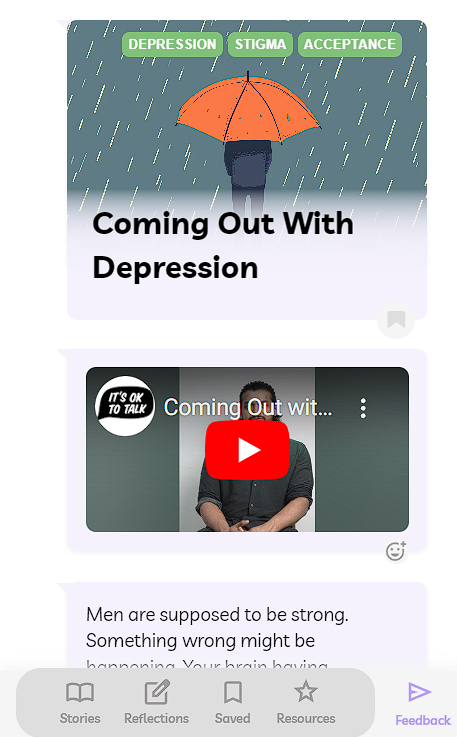 DEPRESSION STIGMA ACCEPTANCE
Coming Out With
Depression
IT'S OK
TO TALK
Coming Out wit...
Men are supposed to be strong.
Something wrong might be
happening. Your brain having
Stories Reflections Saved Resources Feedback